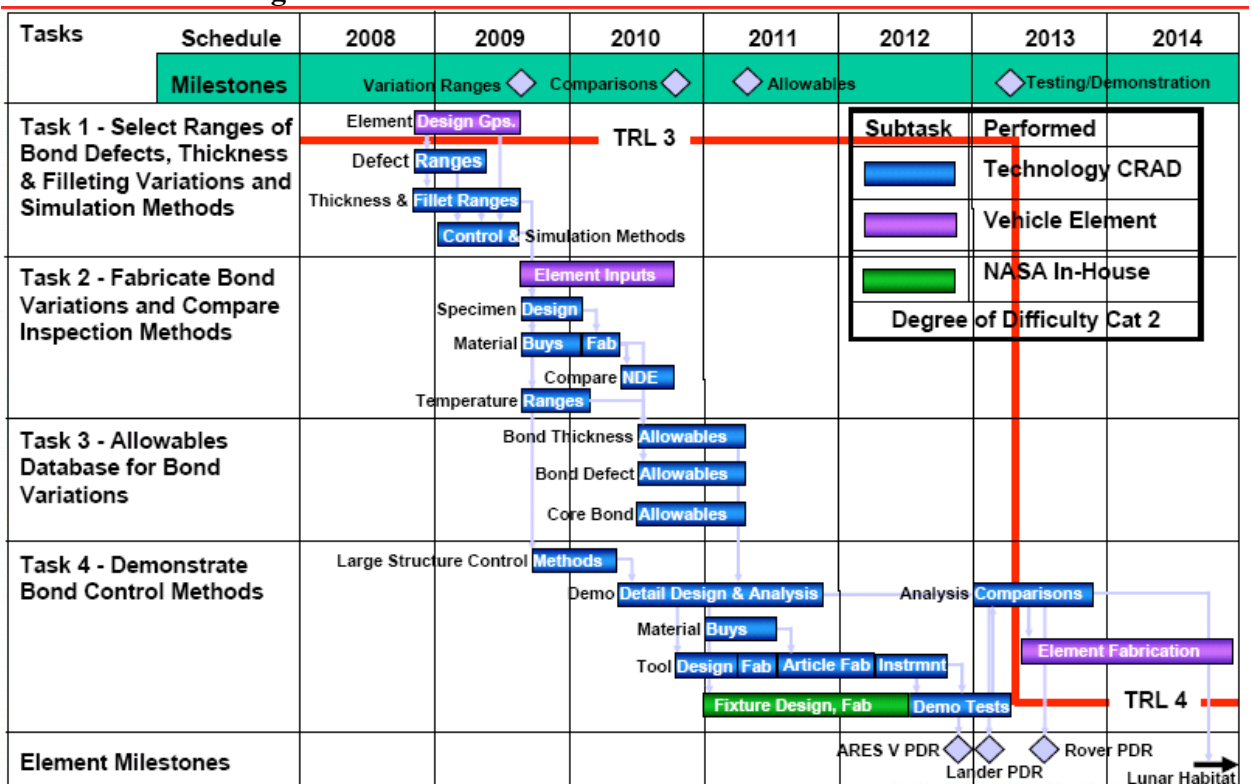 Tasks Schedule 2008 2009 2010 2011 2012 2013 2014
Milestones Variation Ranges Comparisons Allowables Testing/Demonstration
Task 1 - Select Ranges of
Bond Defects, Thickness
& Filleting Variations and
Simulation Methods
Element Design Gps.
TRL 3
Defect Ranges
Thickness & Fillet Ranges
Control & Simulation Methods
Subtask Performed
Technology CRAD
Vehicle Element
NASA In-House
Degree of Difficulty Cat 2
Task 2 - Fabricate Bond
Variations and Compare
Inspection Methods
Element Inputs
Specimen Design
Material Buys Fab
Compare NDE
Temperature Ranges
Task 3 - Allowables
Database for Bond
Variations
Bond Thickness Allowables
Bond Defect Allowables
Core Bond Allowables
Task 4 - Demonstrate
Bond Control Methods
Large Structure Control Methods
Demo Detail Design & Analysis Analysis Comparisons
Material Buys
Element Fabrication
Tool Design Fab Article Fab Instrmnt
Fixture Design, Fab Demo Tests
TRL 4
Element Milestones
ARES V PDR Rover PDR
Lander PDR Lunar Habitat